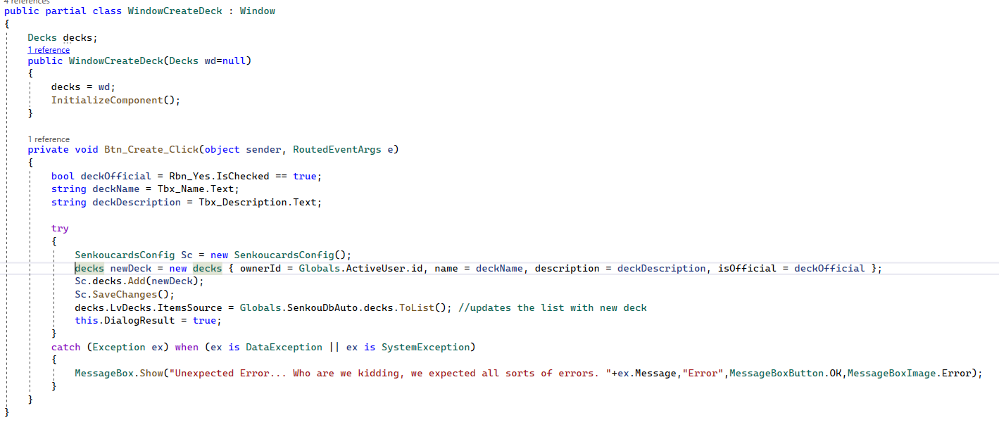 4 references
public partial class WindowCreateDeck : Window
{
Decks decks;
1 reference
public WindowCreateDeck(Decks wd=null)
{
decks = wd;
InitializeComponent();
}
1 reference
private void Btn_Create_Click(object sender, RoutedEventArgs e)
{
bool deckOfficial = Rbn_Yes.IsChecked == true;
string deckName = Tbx_Name.Text;
string deckDescription = Tbx_Description.Text;
try
{
SenkoucardsConfig Sc = new SenkoucardsConfig();
decks newDeck = new decks { ownerId = Globals.ActiveUser.id, name = deckName, description = deckDescription, isOfficial = deckOfficial };
Sc.decks.Add(newDeck);
Sc.SaveChanges();
decks.LvDecks.ItemsSource = Globals.SenkouDbAuto.decks.ToList(); //updates the list with new deck
this.DialogResult = true;
}
catch (Exception ex) when (ex is DataException || ex is SystemException)
{
MessageBox.Show("Unexpected Error... Who are we kidding, we expected all sorts of errors. "+ex.Message,"Error",MessageBoxButton.OK,MessageBoxImage.Error);
}
}
}